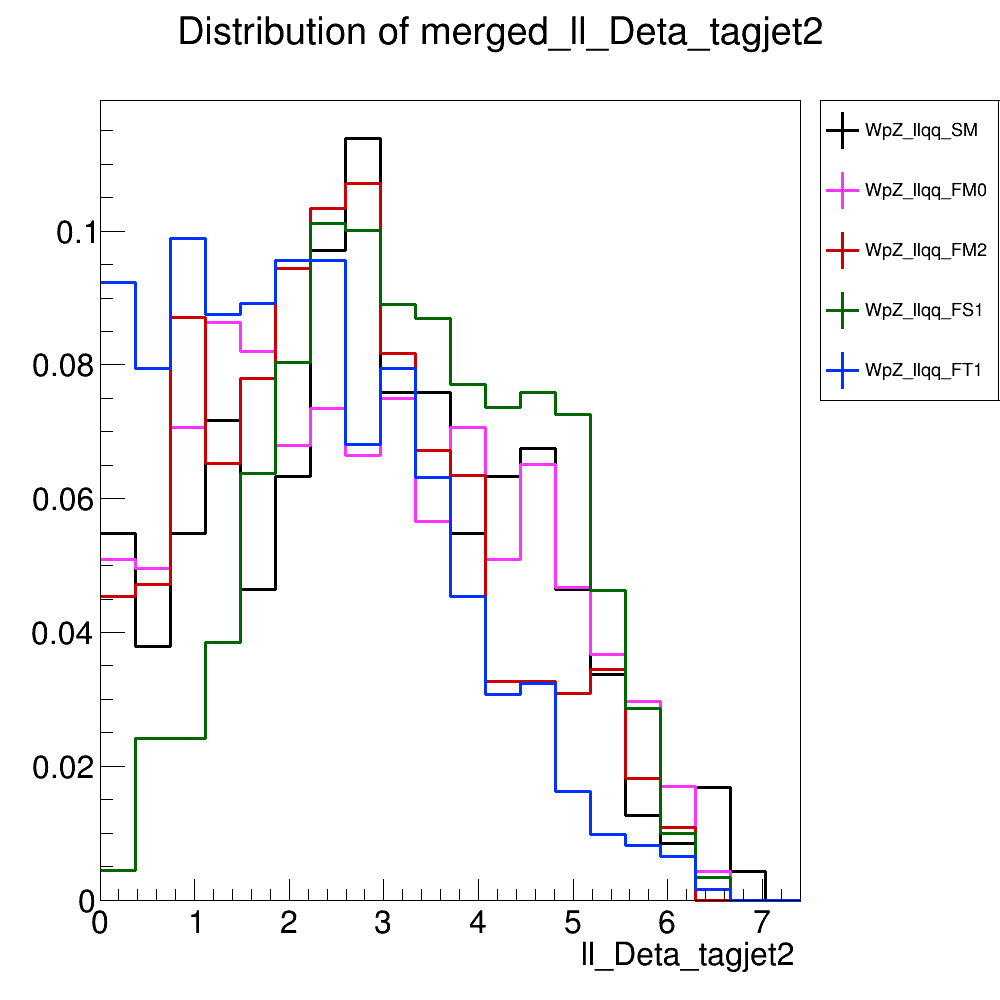 Distribution of merged_ll_Deta_tagjet2
WpZ_llqq_SM
WpZ_llqq_FM0
WpZ_llqq_FM2
WpZ_llqq_FS1
WpZ_llqq_FT1
0.1
0.08
0.06
0.04
0.02
0
0 1 2 3 4 5 6 7
ll_Deta_tagjet2